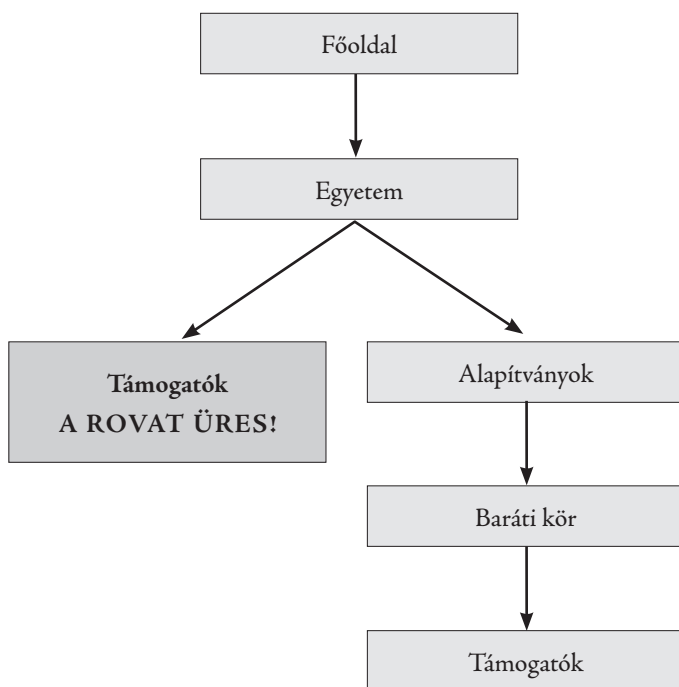 Főoldal
Egyetem
Támogatók
A ROVAT ÜRES!
Alapítványok
Baráti kör
Támogatók